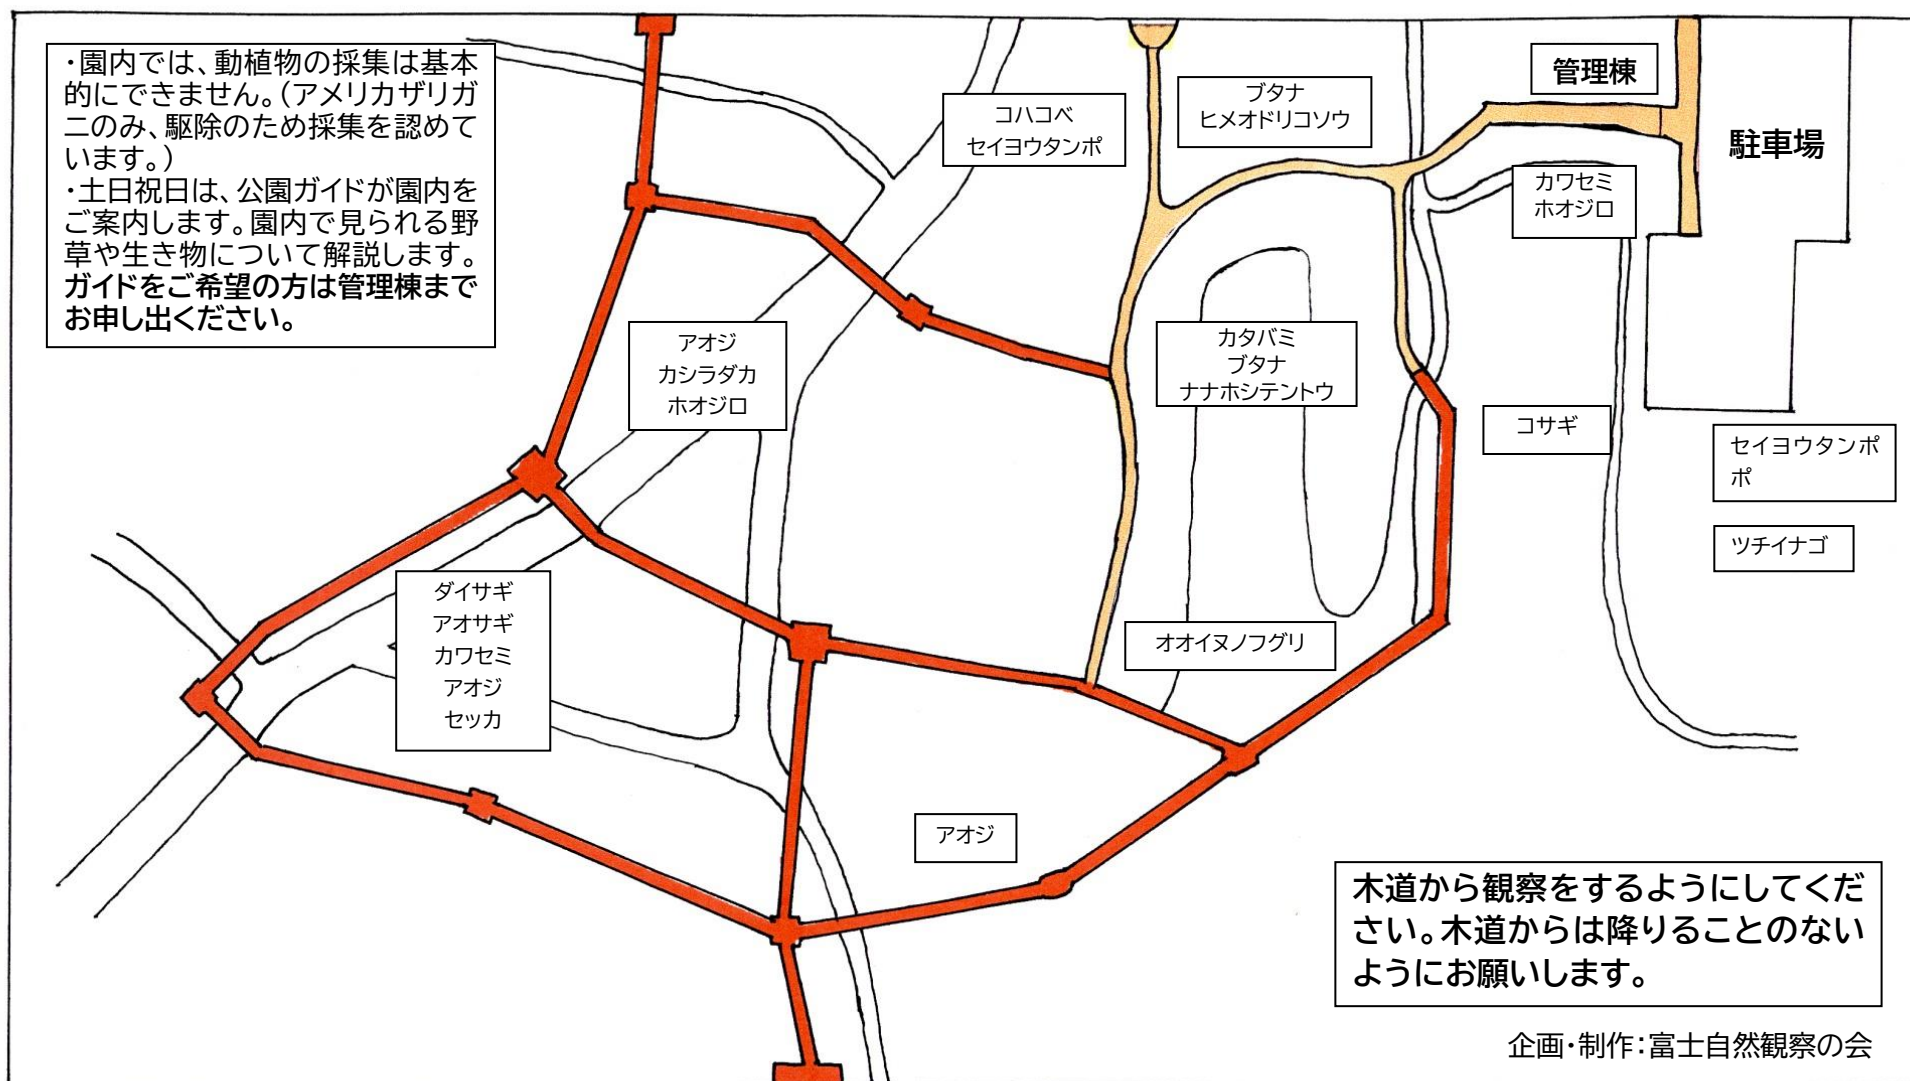 ・園内では、動植物の採集は基本
的にできません。(アメリカザリガ
ニのみ、駆除のため採集を認めて
います。)
・土日祝日は、公園ガイドが園内を
ご案内します。園内で見られる野
草や生き物について解説します。
ガイドをご希望の方は管理棟まで
お申し出ください。
コハコベ
セイヨウタンポ
ブタナ
ヒメオドリコソウ
管理棟
駐車場
カワセミ
ホオジロ
アオジ
カシラダカ
ホオジロ
カタバミ
ブタナ
ナナホシテントウ
コサギ
セイヨウタンポ
ポ
ツチイナゴ
ダイサギ
アオサギ
カワセミ
アオジ
セッカ
オオイヌノフグリ
アオジ
木道から観察をするようにしてくだ
さい。木道からは降りることのない
ようにお願いします。
企画・制作:富士自然観察の会